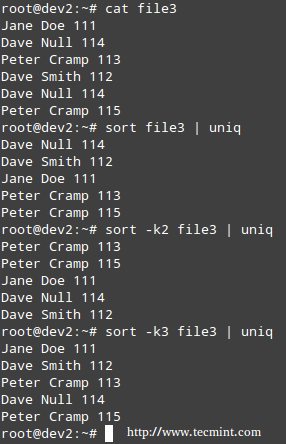 root@dev2:~# cat file3
Jane Doe 111
Dave Null 114
Peter Cramp 113
Dave Smith 112
Dave Null 114
Peter Cramp 115
root@dev2:~# sort file3 | uniq
Dave Null 114
Dave Smith 112
Jane Doe 111
Peter Cramp 113
Peter Cramp 115
root@dev2:~# sort -k2 file3 | uniq
Peter Cramp 113
Peter Cramp 115
Jane Doe 111
Dave Null 114
Dave Smith 112
root@dev2:~# sort -k3 file3 | uniq
Jane Doe 111
Dave Smith 112
Peter Cramp 113
Dave Null 114
Peter Cramp 115
root@dev2:~# http://www.tecmint.com